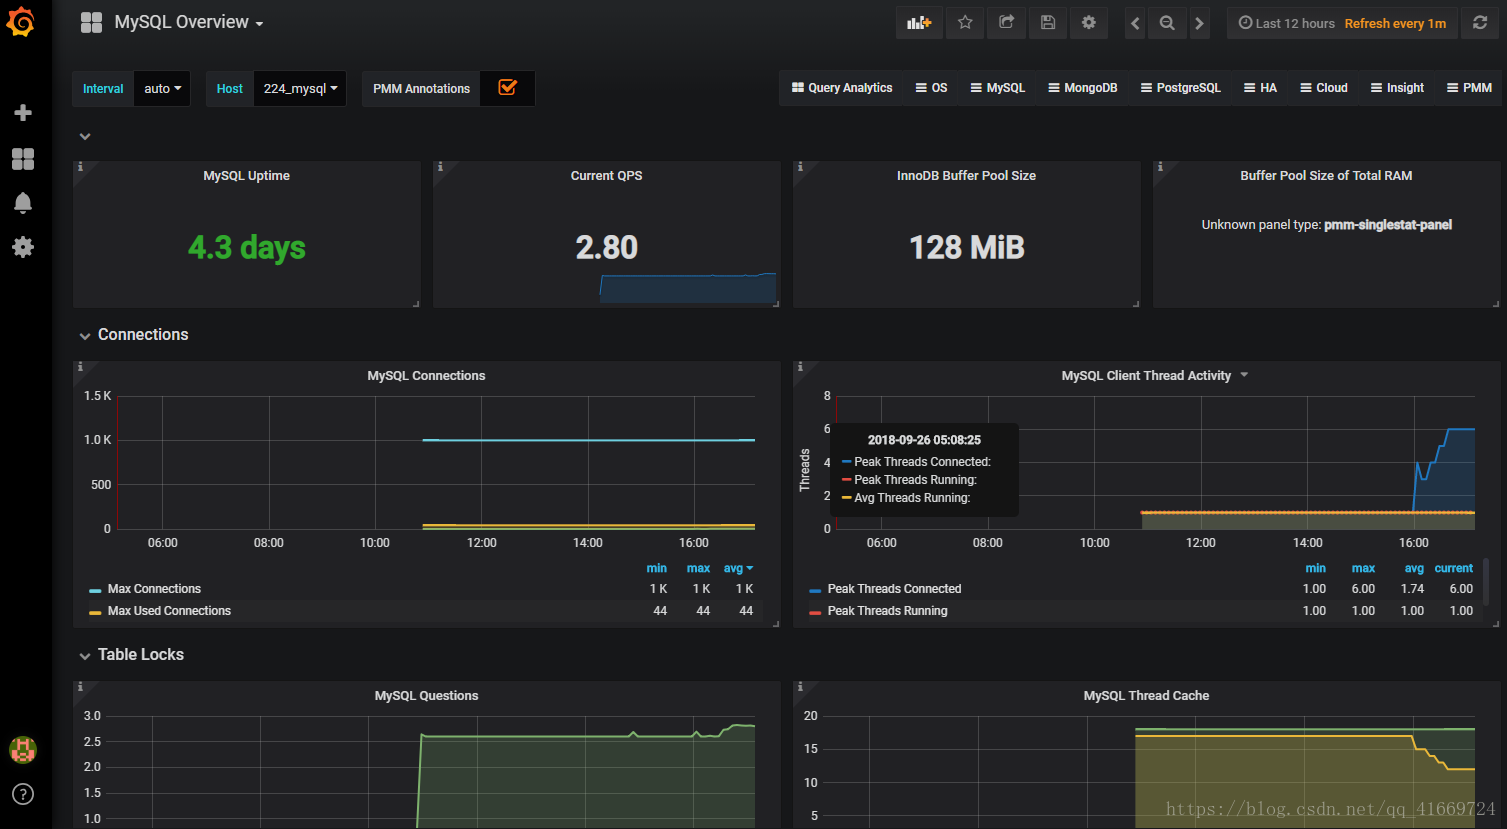 MySQL Overview
Last 12 hours Refresh every 1m
Interval auto Host 224_mysql PMM Annotations
Query Analytics OS MySQL MongoDB PostgreSQL HA Cloud Insight PMM
MySQL Uptime
4.3 days
Current QPS
2.80
InnoDB Buffer Pool Size
128 MiB
Buffer Pool Size of Total RAM
Unknown panel type: pmm-singlestat-panel
Connections
MySQL Connections
1.5 K
1.0 K
500
0
06:00 08:00 10:00 12:00 14:00 16:00
min max avg
Max Connections 1 K 1 K 1 K
Max Used Connections 44 44 44
MySQL Client Thread Activity
Threads
8
6
4
2
0
2018-09-26 05:08:25
Peak Threads Connected:
Peak Threads Running:
Avg Threads Running:
06:00 08:00 10:00 12:00 14:00 16:00
min max avg current
Peak Threads Connected 1.00 6.00 1.74 6.00
Peak Threads Running 1.00 1.00 1.00 1.00
Table Locks
MySQL Questions
3.0
2.5
2.0
1.5
1.0
MySQL Thread Cache
20
15
10
5
https://blog.csdn.net/qq_41669724